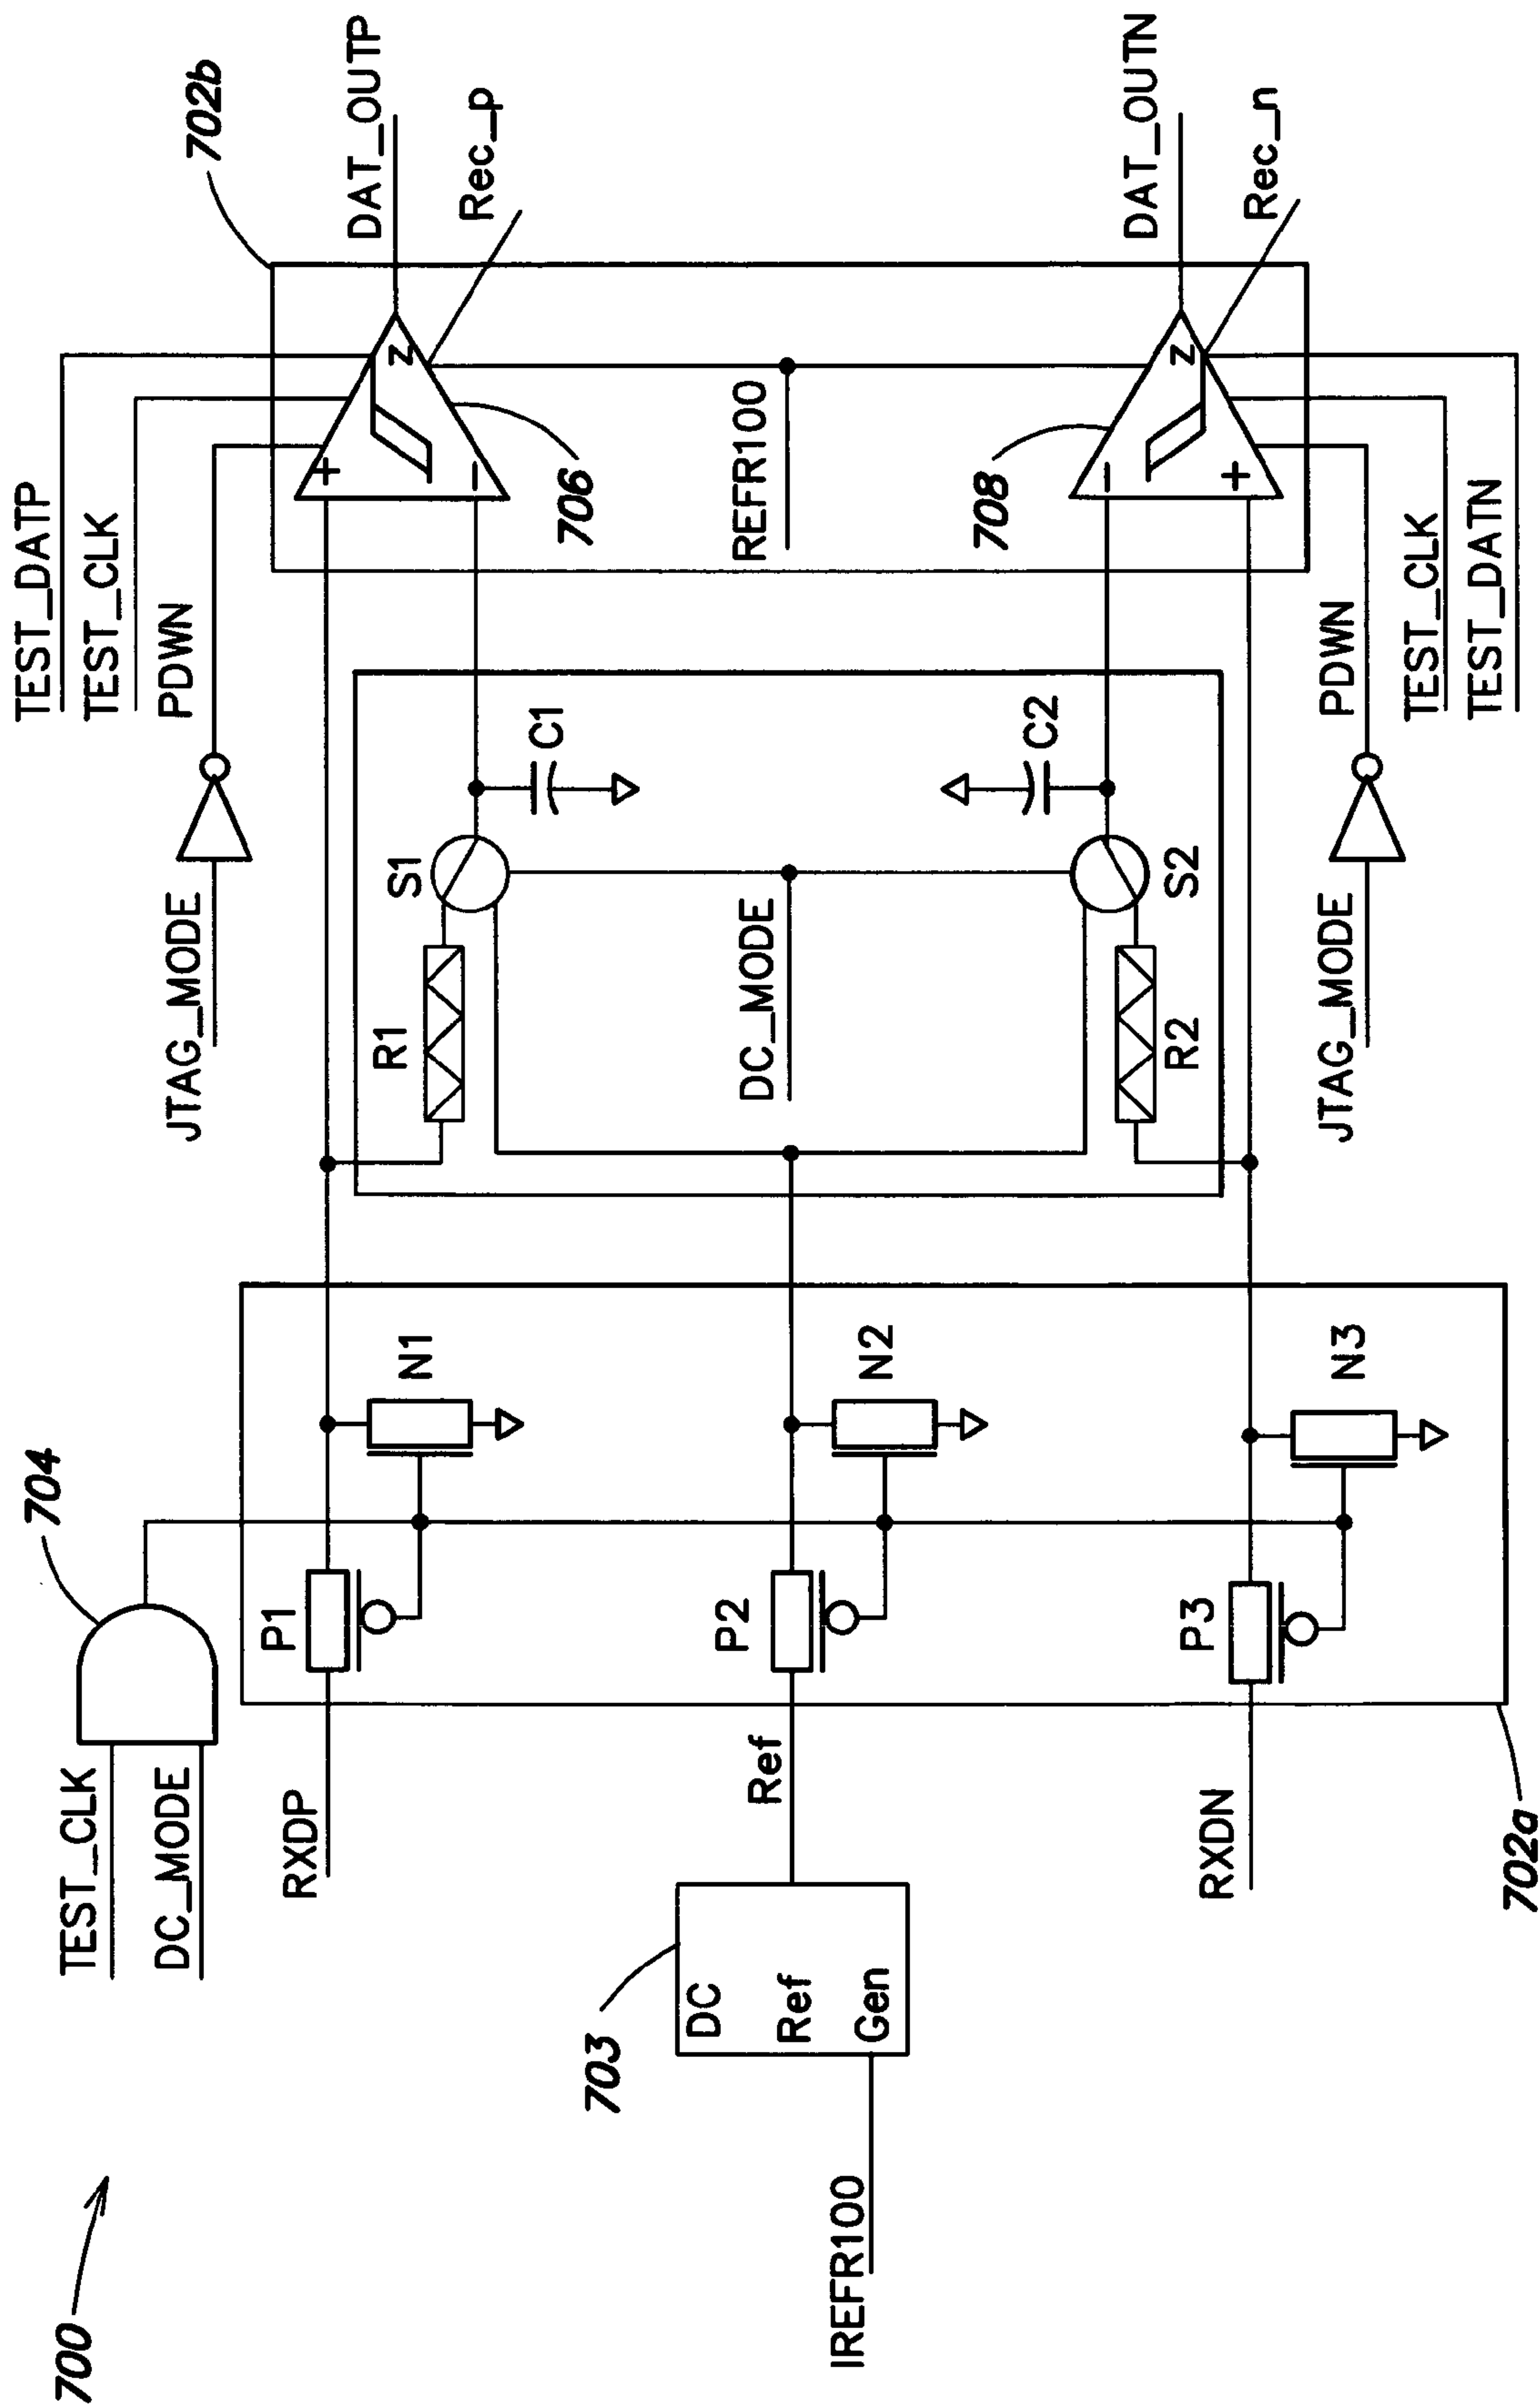 700
IREFR100
703
DC
Ref
Gen
Ref
TEST_CLK
DC_MODE
704
RXDP
RXDN
702a
P1
N1
P2
N2
P3
N3
JTAG_MODE
PDWN
TEST_CLK
TEST_DATP
R1
S1
C1
DC_MODE
R2
S2
C2
JTAG_MODE
PDWN
TEST_CLK
TEST_DATN
702b
+
−
Z
706
DAT_OUTP
Rec_p
REFR100
708
−
+
Z
DAT_OUTN
Rec_n